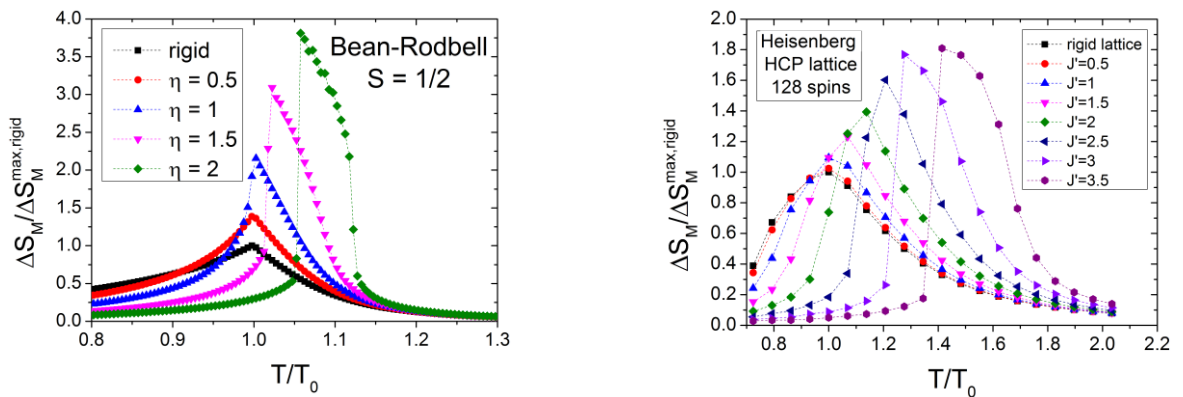 4.0
3.5
3.0
2.5
2.0
1.5
1.0
0.5
0.0
0.8 0.9 1.0 1.1 1.2 1.3
T/T₀
ΔS_M/ΔS_M^max,rigid
rigid
η = 0.5
η = 1
η = 1.5
η = 2
Bean-Rodbell
S = 1/2
2.0
1.8
1.6
1.4
1.2
1.0
0.8
0.6
0.4
0.2
0.0
0.8 1.0 1.2 1.4 1.6 1.8 2.0 2.2
T/T₀
ΔS_M/ΔS_M^max,rigid
Heisenberg
HCP lattice
128 spins
rigid lattice
J'=0.5
J'=1
J'=1.5
J'=2
J'=2.5
J'=3
J'=3.5